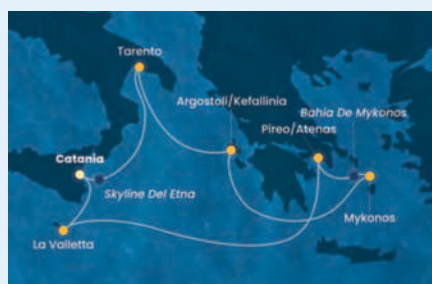 Tarento
Argostoli/Kefallinia
Bahía De Mykonos
Pireo/Atenas
Catania
Skyline Del Etna
Mykonos
La Valletta